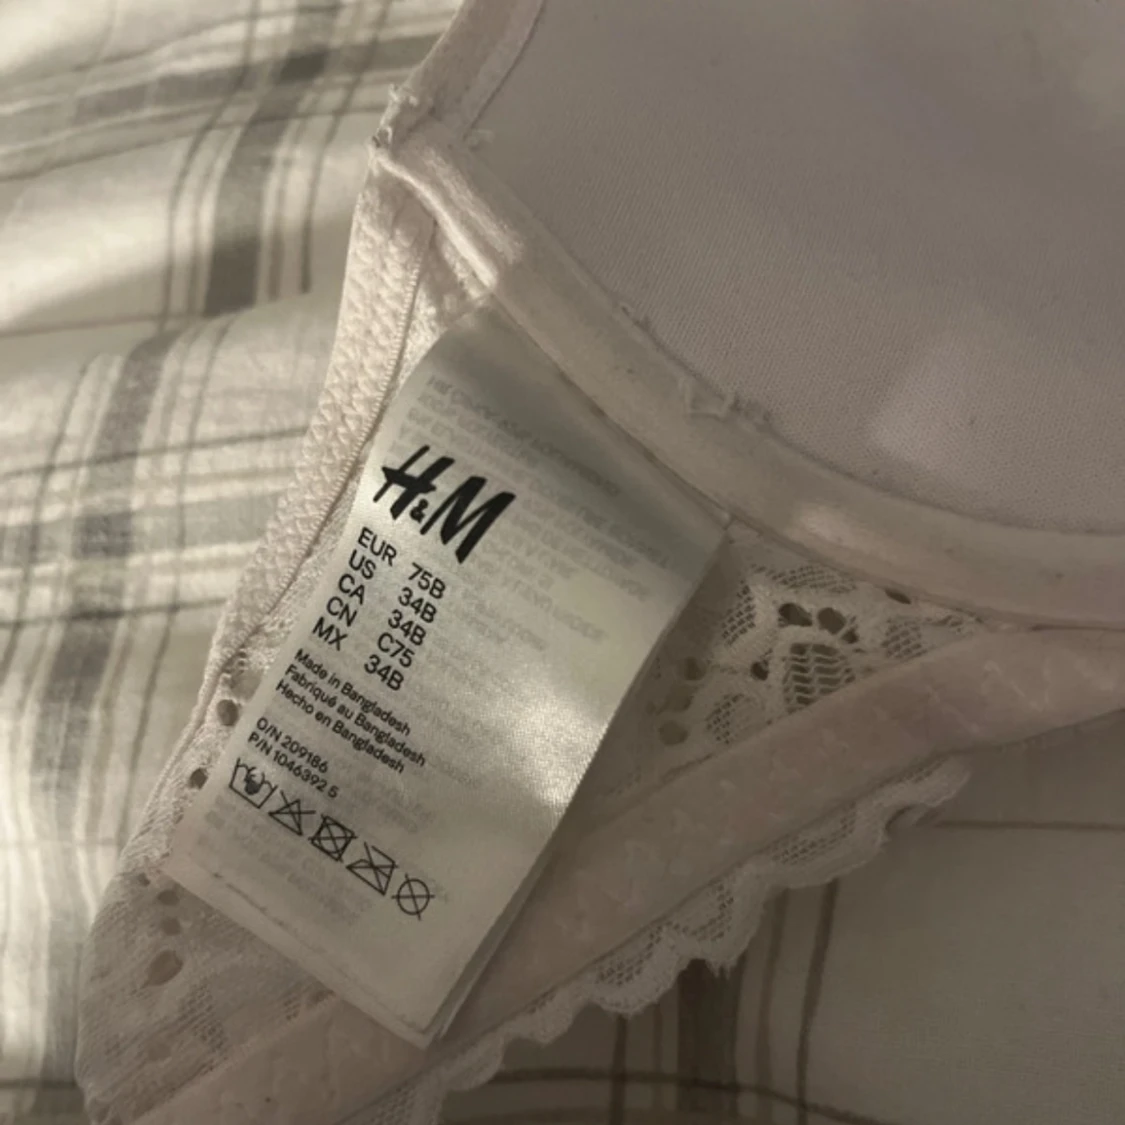 H&M
EUR 75B
US 34B
CA 34B
CN C75
MX 34B
Made in Bangladesh
Fabriqué au Bangladesh
Hecho en Bangladesh
O/N 209186
P/N 1046392 5